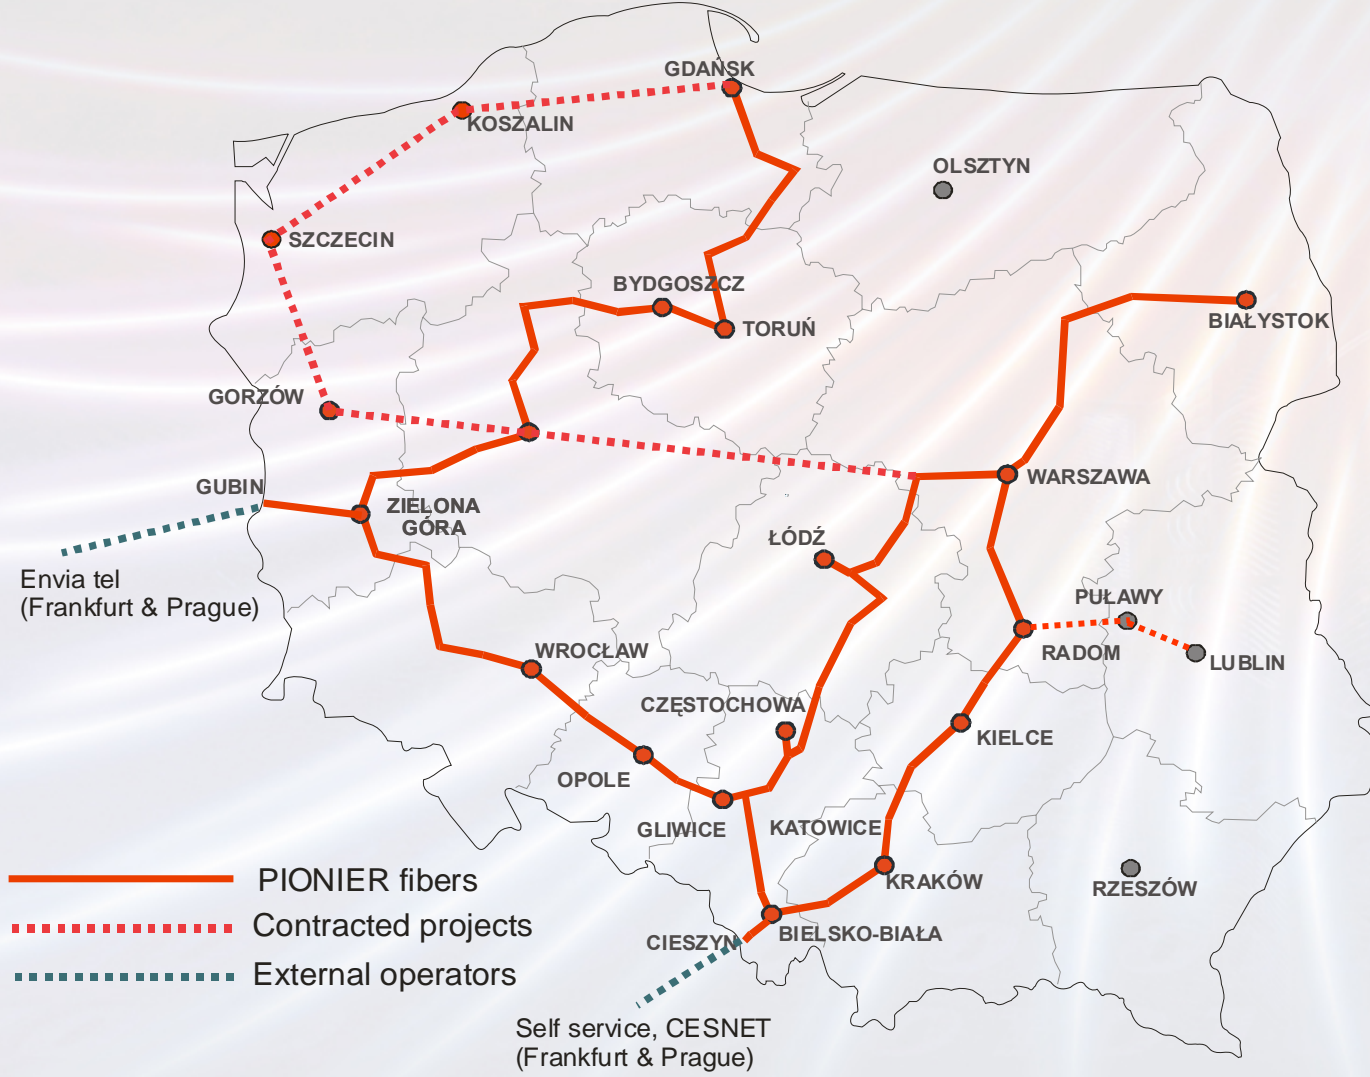 GDAŃSK
KOSZALIN
OLSZTYN
SZCZECIN
BYDGOSZCZ
TORUŃ
BIAŁYSTOK
GORZÓW
GUBIN
WARSZAWA
ZIELONA
GÓRA
ŁÓDŹ
Envia tel
(Frankfurt & Prague)
PUŁAWY
RADOM
LUBLIN
WROCŁAW
CZĘSTOCHOWA
KIELCE
OPOLE
GLIWICE
KATOWICE
KRAKÓW
RZESZÓW
CIESZYN
BIELSKO-BIAŁA
PIONIER fibers
Contracted projects
External operators
Self service, CESNET
(Frankfurt & Prague)